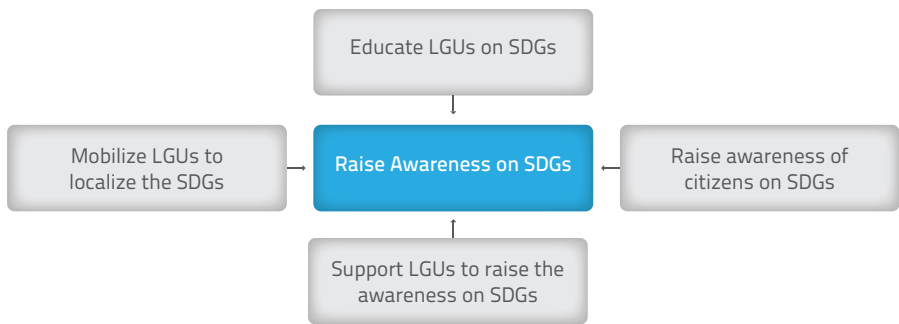 Educate LGUs on SDGs
Mobilize LGUs to
localize the SDGs
Raise Awareness on SDGs
Raise awareness of
citizens on SDGs
Support LGUs to raise the
awareness on SDGs